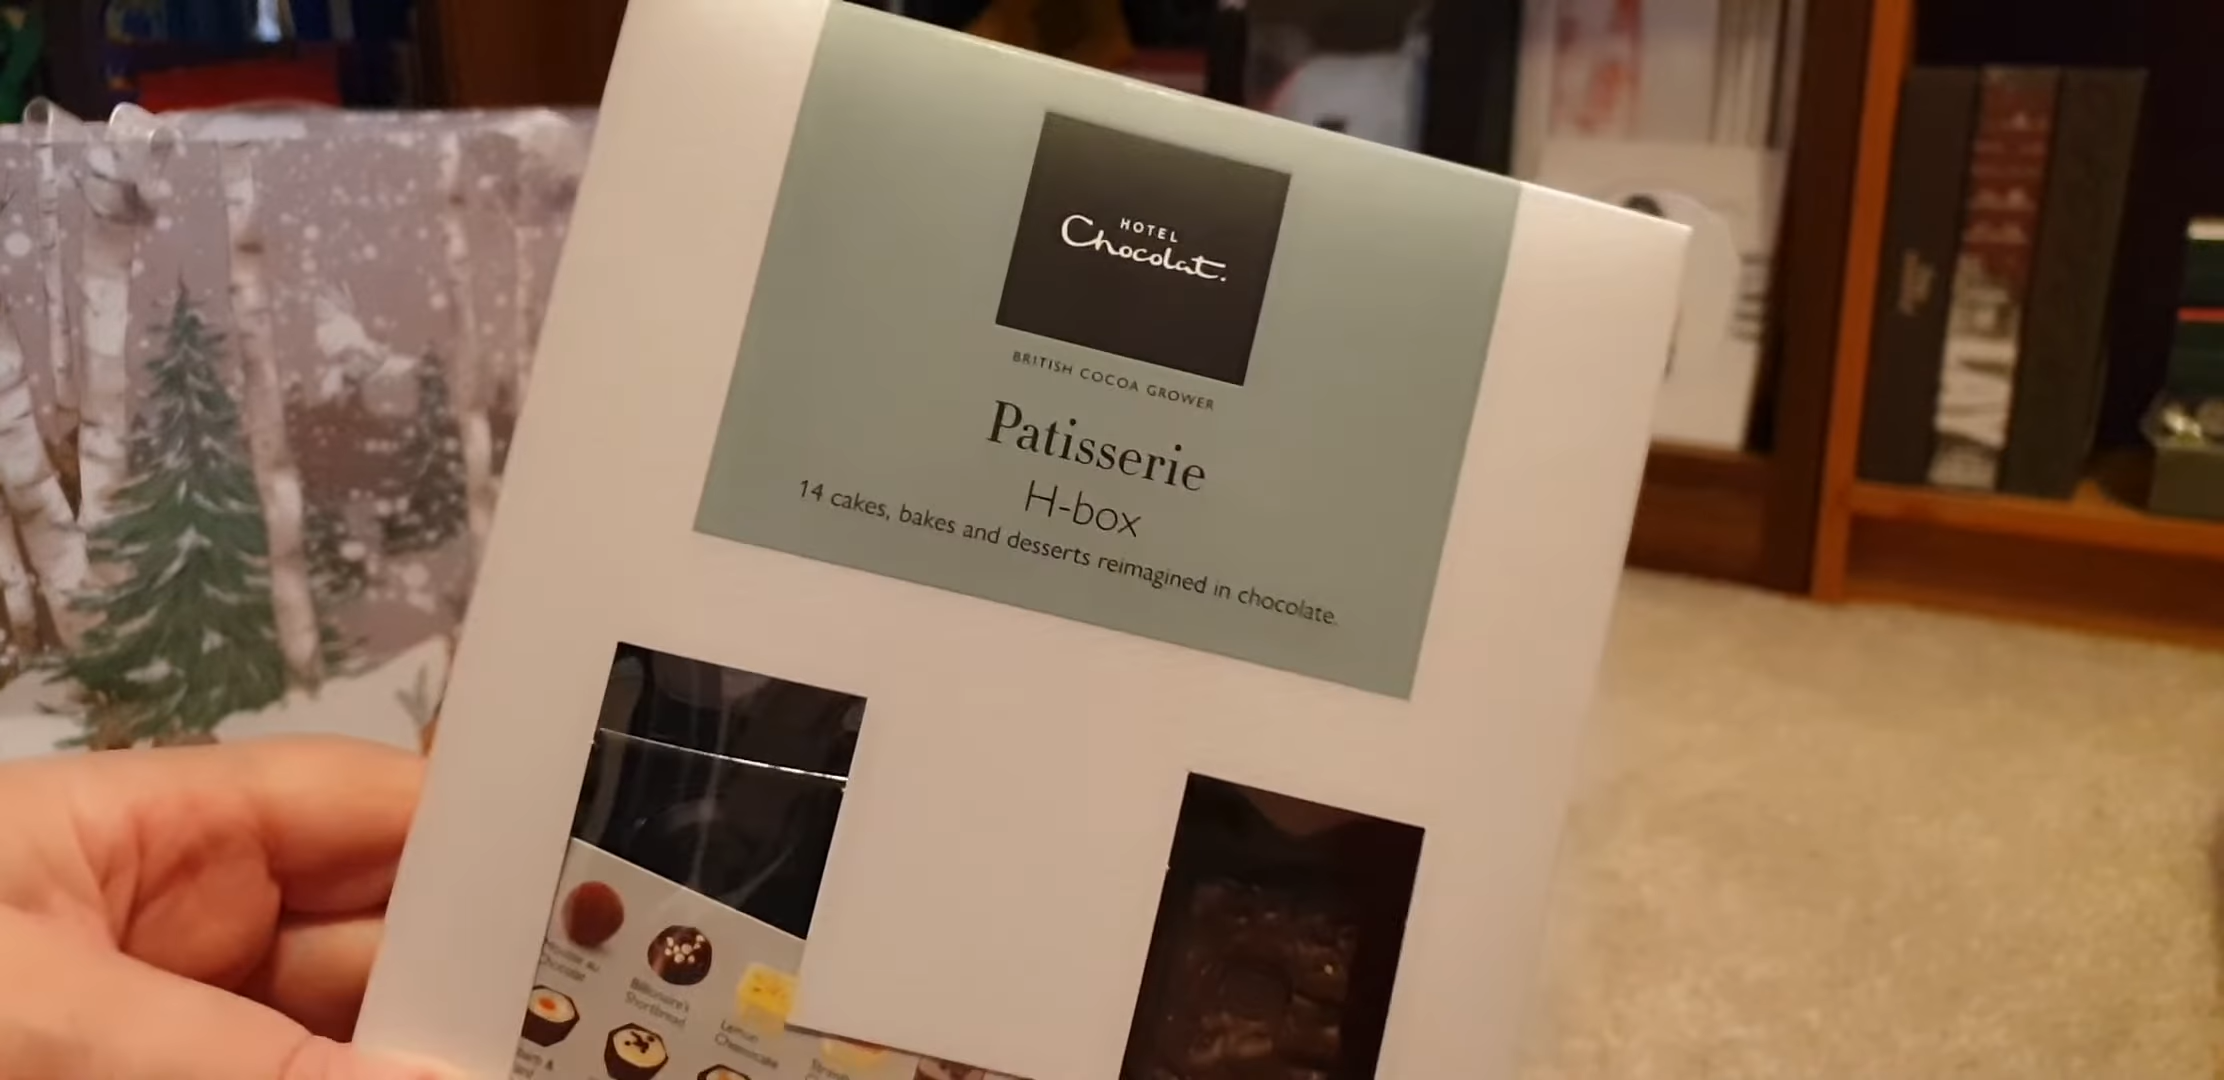 HOTEL
Chocolat.
BRITISH COCOA GROWER
Patisserie
H-box
14 cakes, bakes and desserts reimagined in chocolate.
Chocolat
Billionaire's
Shortbread
Lemon
Cheesecake